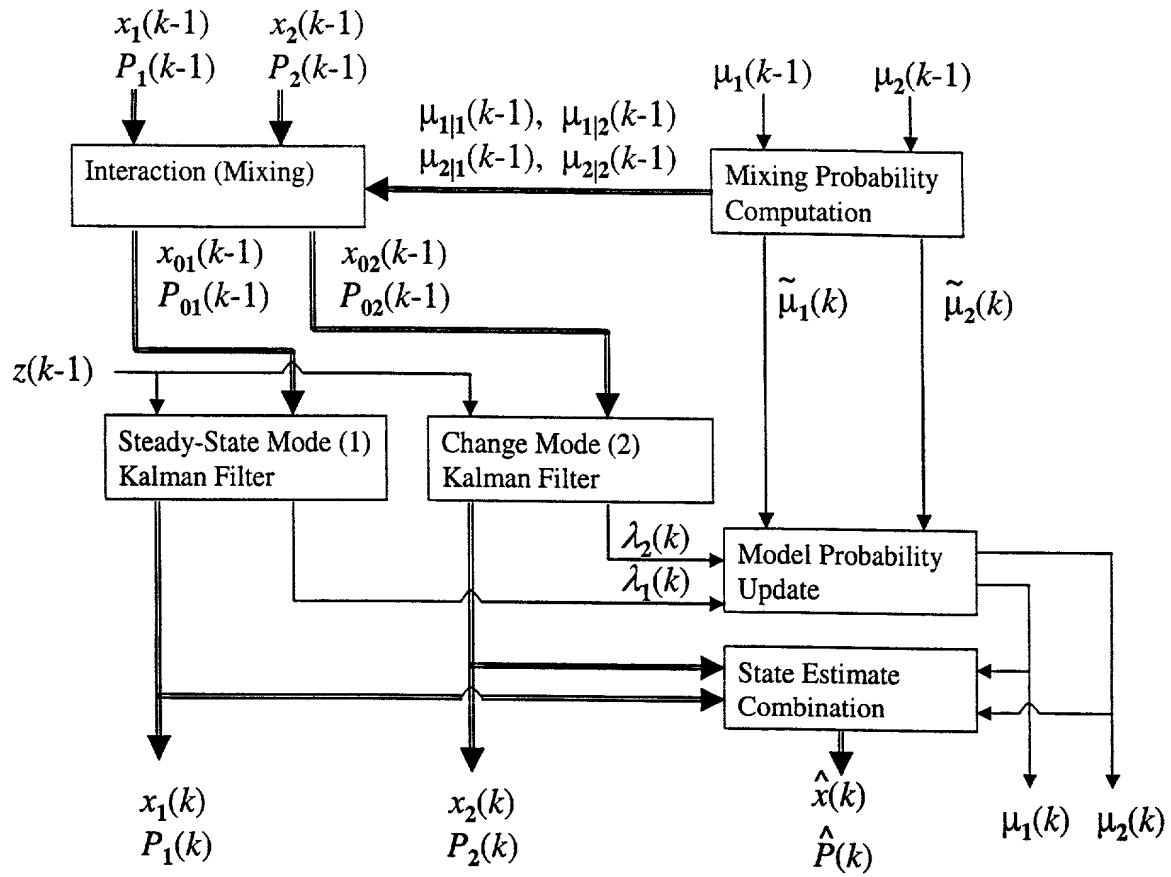 x₁(k-1)
P₁(k-1)
x₂(k-1)
P₂(k-1)
μ₁(k-1)
μ₂(k-1)
μ₁|₁(k-1), μ₁|₂(k-1)
μ₂|₁(k-1), μ₂|₂(k-1)
Interaction (Mixing)
Mixing Probability
Computation
x₀₁(k-1)
P₀₁(k-1)
x₀₂(k-1)
P₀₂(k-1)
μ̃₁(k)
μ̃₂(k)
z(k-1)
Steady-State Mode (1)
Kalman Filter
Change Mode (2)
Kalman Filter
λ₂(k)
λ₁(k)
Model Probability
Update
State Estimate
Combination
x₁(k)
P₁(k)
x₂(k)
P₂(k)
x̂(k)
P̂(k)
μ₁(k)
μ₂(k)